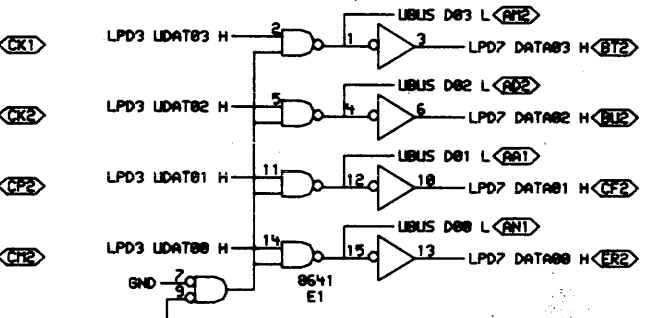 UBUS D03 L AM2
CK1 LPD3 UDAT03 H 2 1 3 LPD7 DATA03 H BT2
UBUS D02 L AD2
CK2 LPD3 UDAT02 H 5 4 6 LPD7 DATA02 H BU2
UBUS D01 L AA1
CP2 LPD3 UDAT01 H 11 12 10 LPD7 DATA01 H CF2
UBUS D00 L AN1
CM2 LPD3 UDAT00 H 14 15 13 LPD7 DATA00 H ER2
GND 7 8641
9 E1